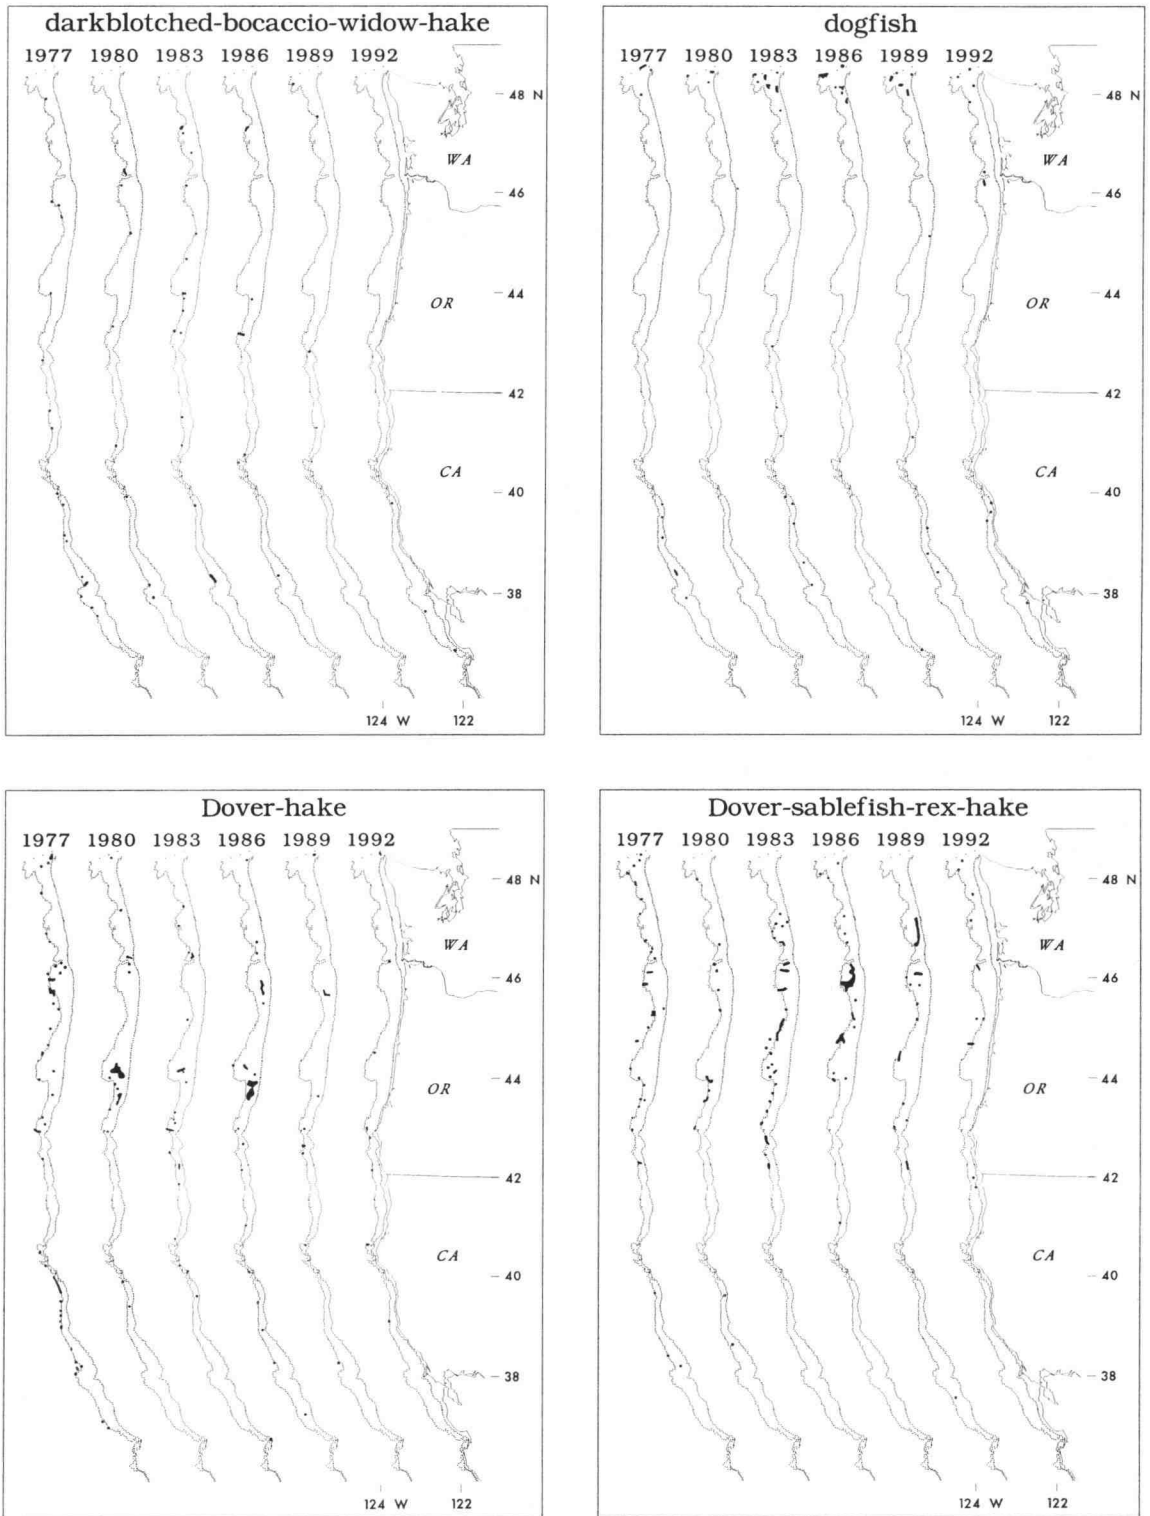 darkblotched-bocaccio-widow-hake
1977 1980 1983 1986 1989 1992
48 N
WA
46
OR
44
42
CA
40
38
124 W 122
dogfish
1977 1980 1983 1986 1989 1992
48 N
WA
46
OR
44
42
CA
40
38
124 W 122
Dover-hake
1977 1980 1983 1986 1989 1992
48 N
WA
46
OR
44
42
CA
40
38
124 W 122
Dover-sablefish-rex-hake
1977 1980 1983 1986 1989 1992
48 N
WA
46
OR
44
42
CA
40
38
124 W 122